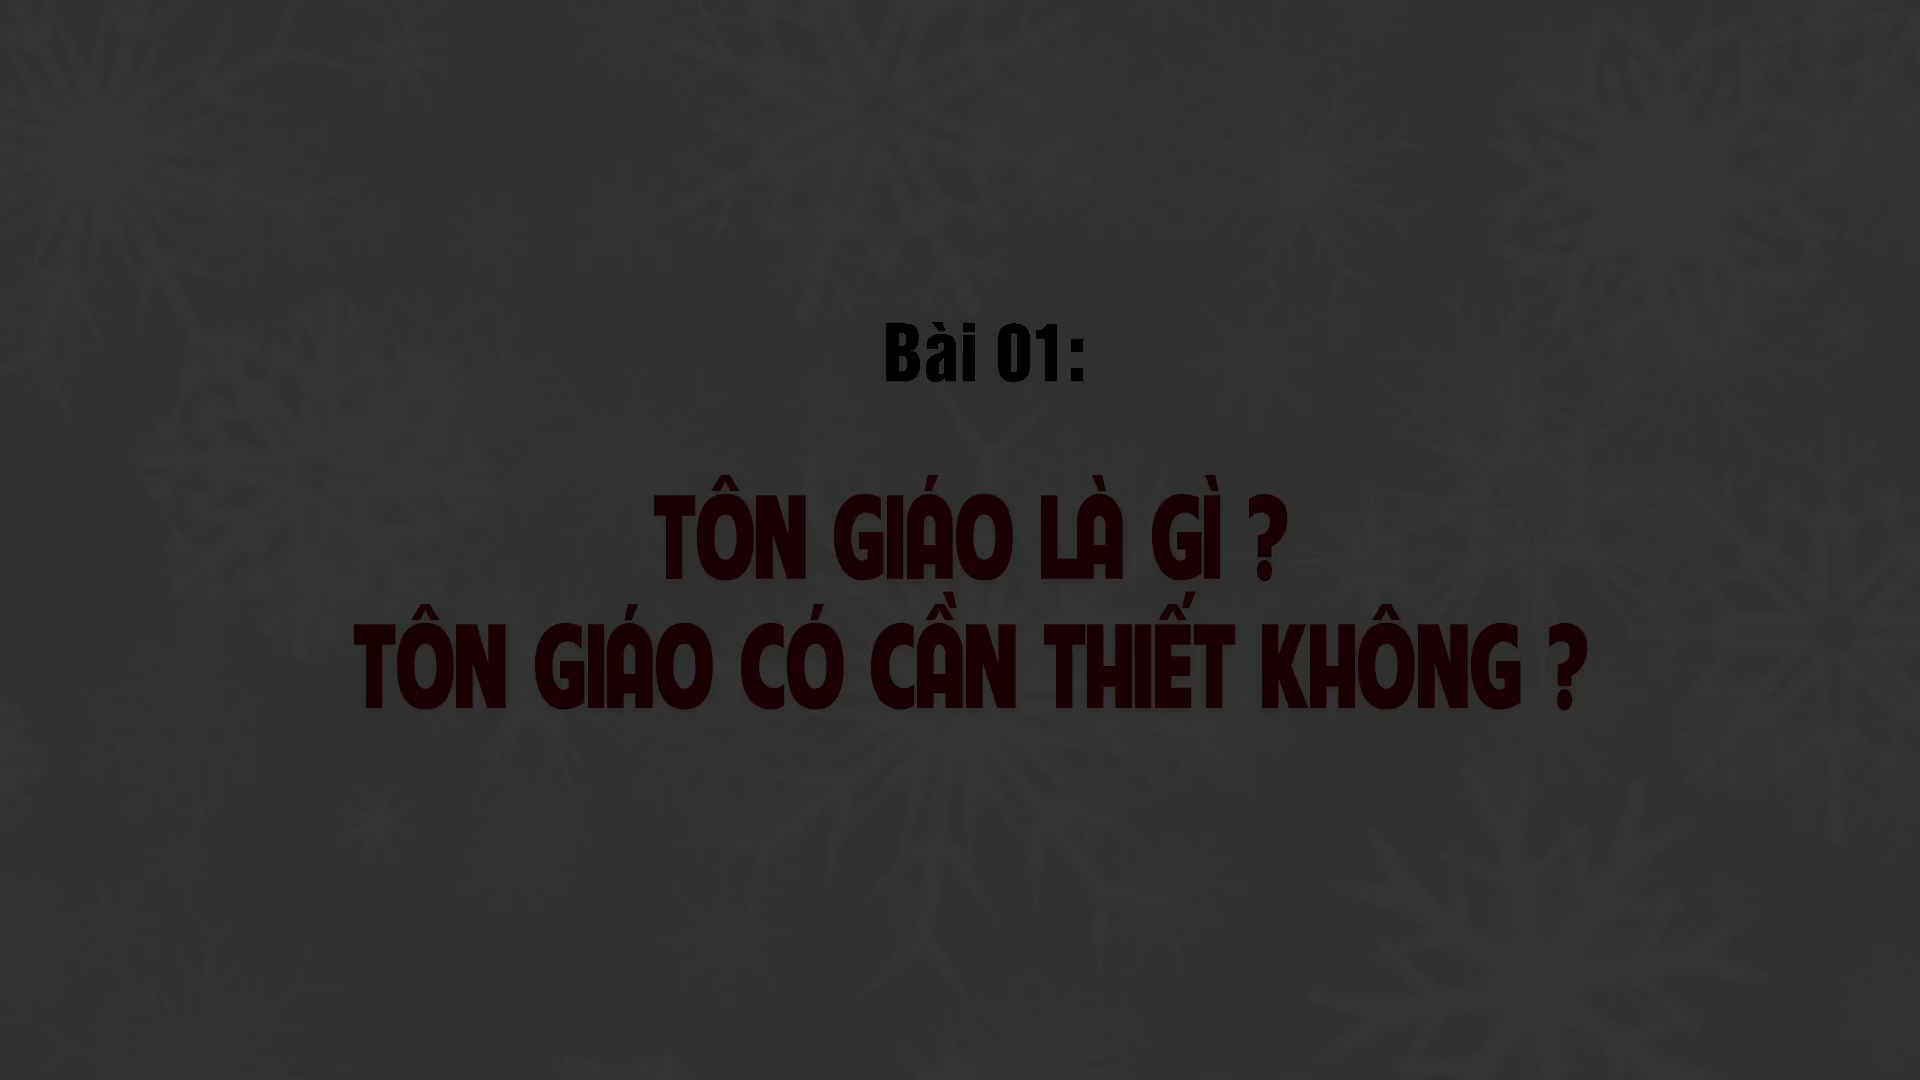 Bài 01:
TÔN GIÁO LÀ GÌ ?
TÔN GIÁO CÓ CẦN THIẾT KHÔNG ?